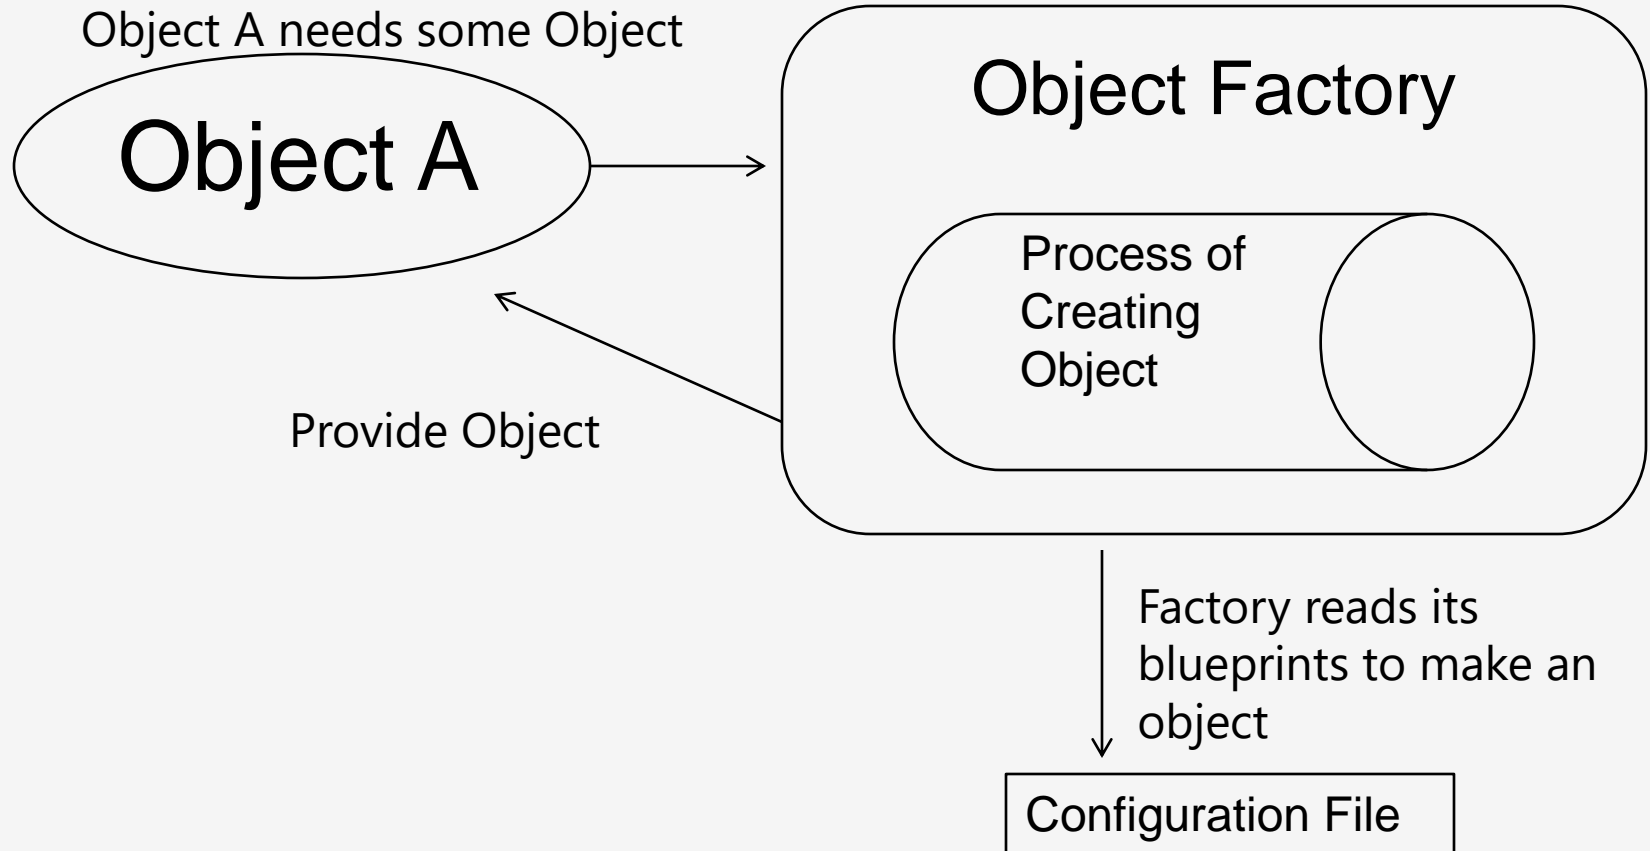 Object A needs some Object
Object A
Object Factory
Process of
Creating
Object
Provide Object
Factory reads its
blueprints to make an
object
Configuration File